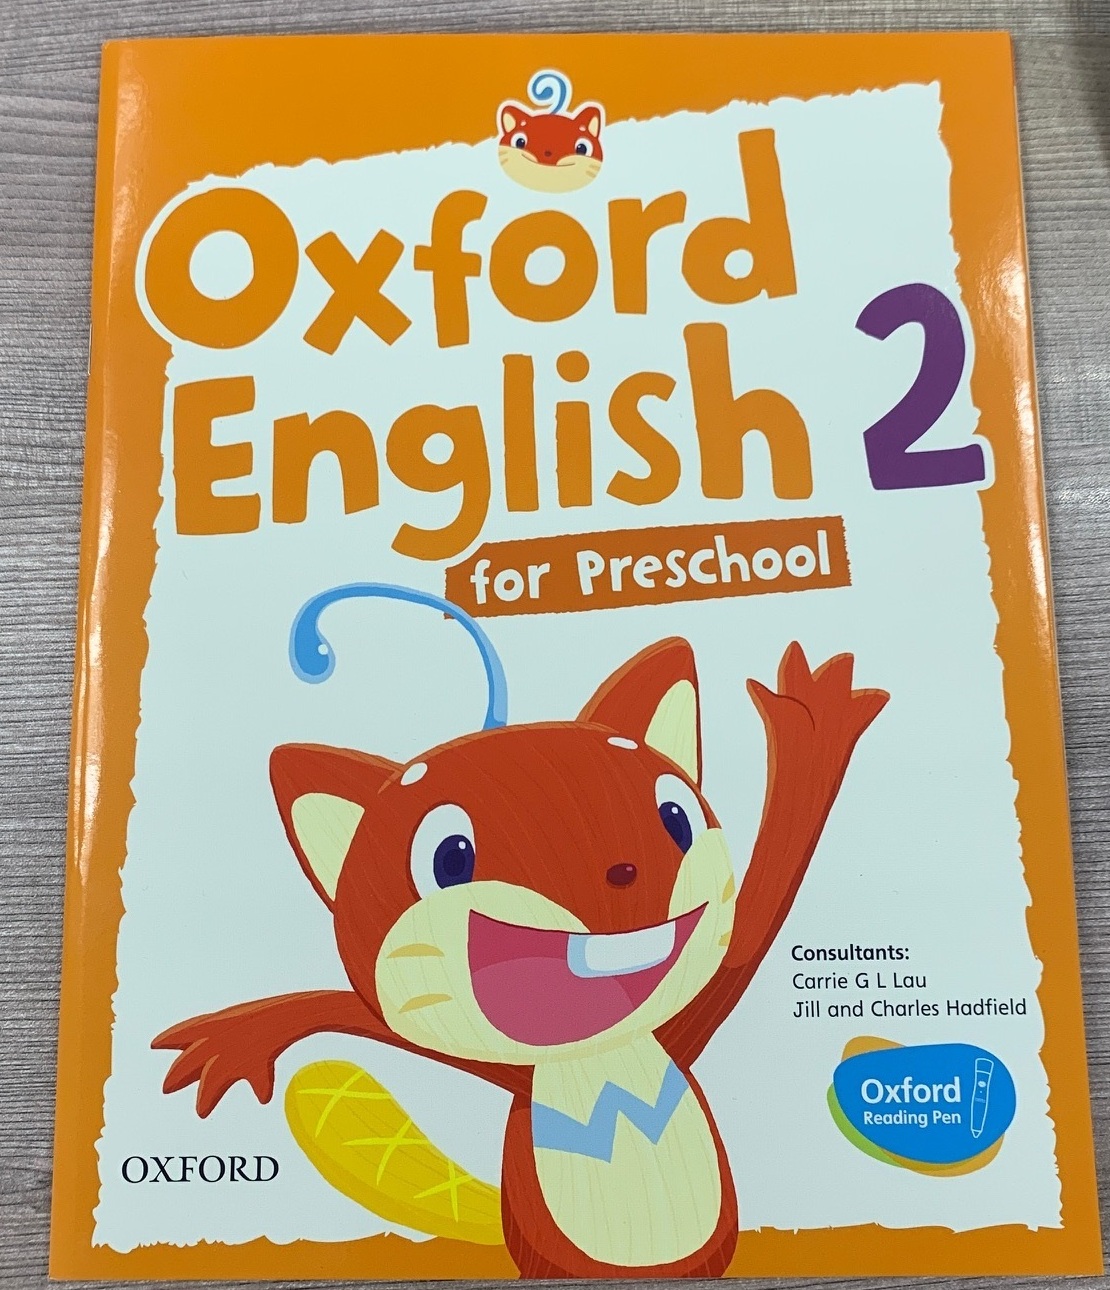 Oxford
English
2
for Preschool
Consultants:
Carrie G L Lau
Jill and Charles Hadfield
Oxford
Reading Pen
OXFORD